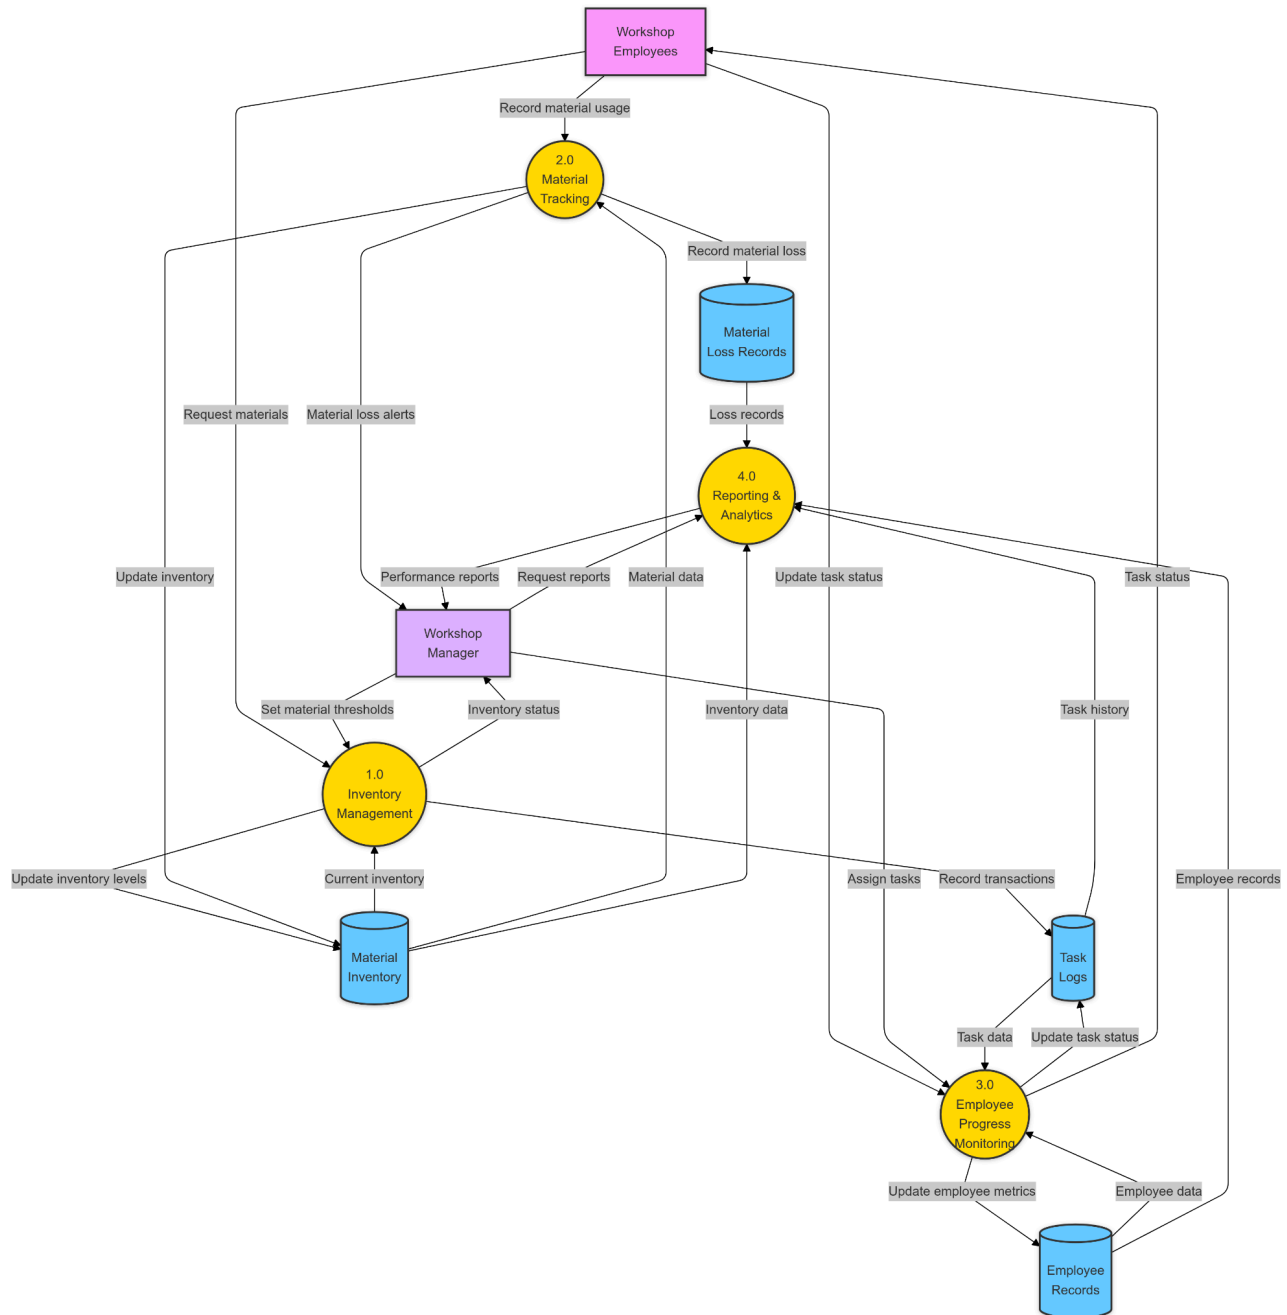 Workshop
Employees
Record material usage
2.0
Material
Tracking
Record material loss
Material
Loss Records
Request materials
Material loss alerts
Loss records
4.0
Reporting &
Analytics
Update inventory
Performance reports
Request reports
Material data
Update task status
Task status
Workshop
Manager
Set material thresholds
Inventory status
Inventory data
Task history
1.0
Inventory
Management
Update inventory levels
Current inventory
Assign tasks
Record transactions
Employee records
Material
Inventory
Task
Logs
Task data
Update task status
3.0
Employee
Progress
Monitoring
Update employee metrics
Employee data
Employee
Records